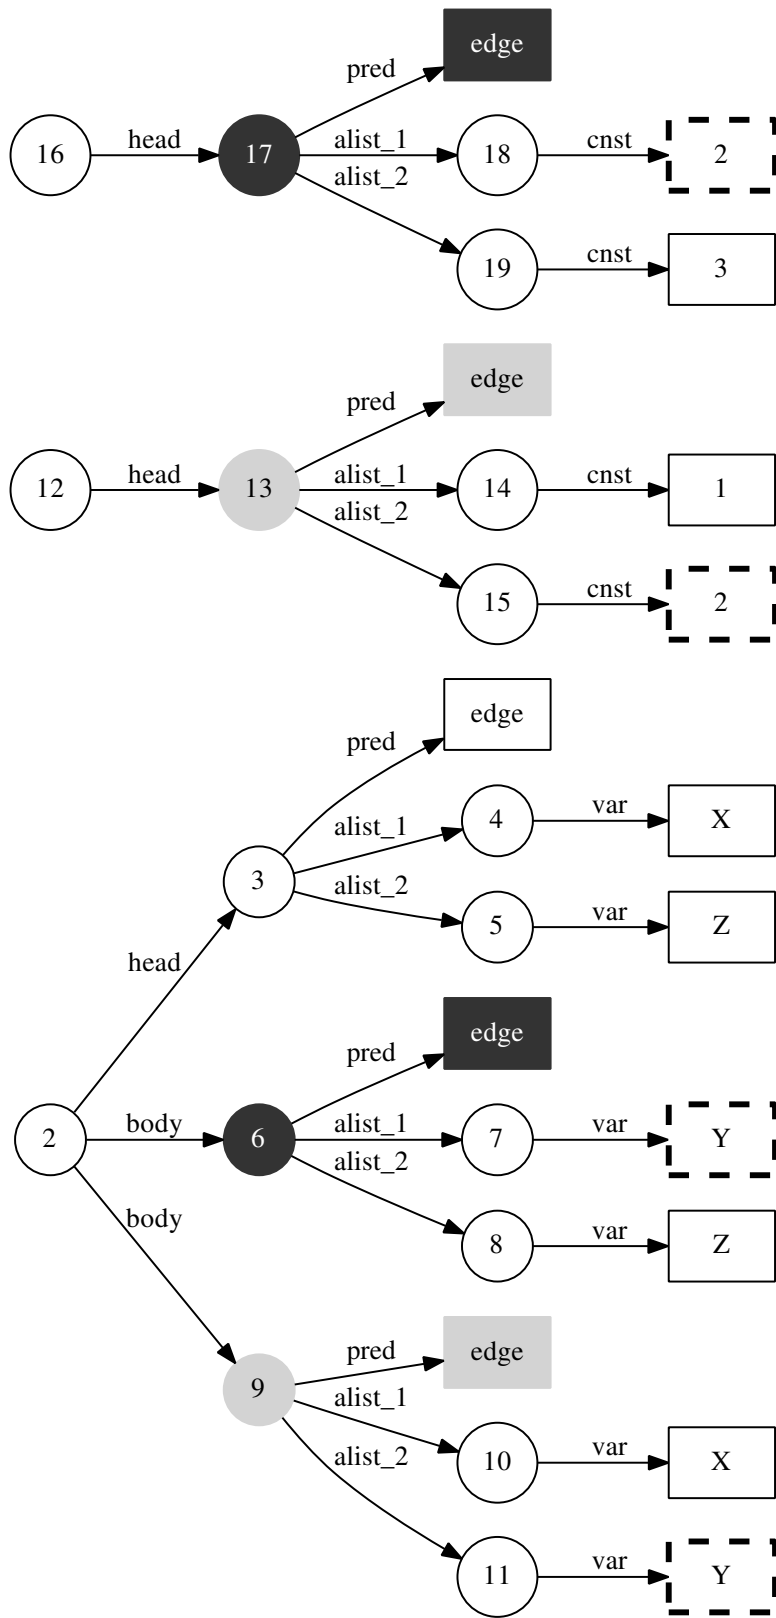 edge
pred
16 head 17 alist_1 18 cnst 2
alist_2
19 cnst 3
edge
pred
12 head 13 alist_1 14 cnst 1
alist_2
15 cnst 2
edge
pred
alist_1 4 var X
3
alist_2
5 var Z
head
edge
pred
2 body 6 alist_1 7 var Y
alist_2
body
8 var Z
pred edge
9
alist_1
10 var X
alist_2
11 var Y